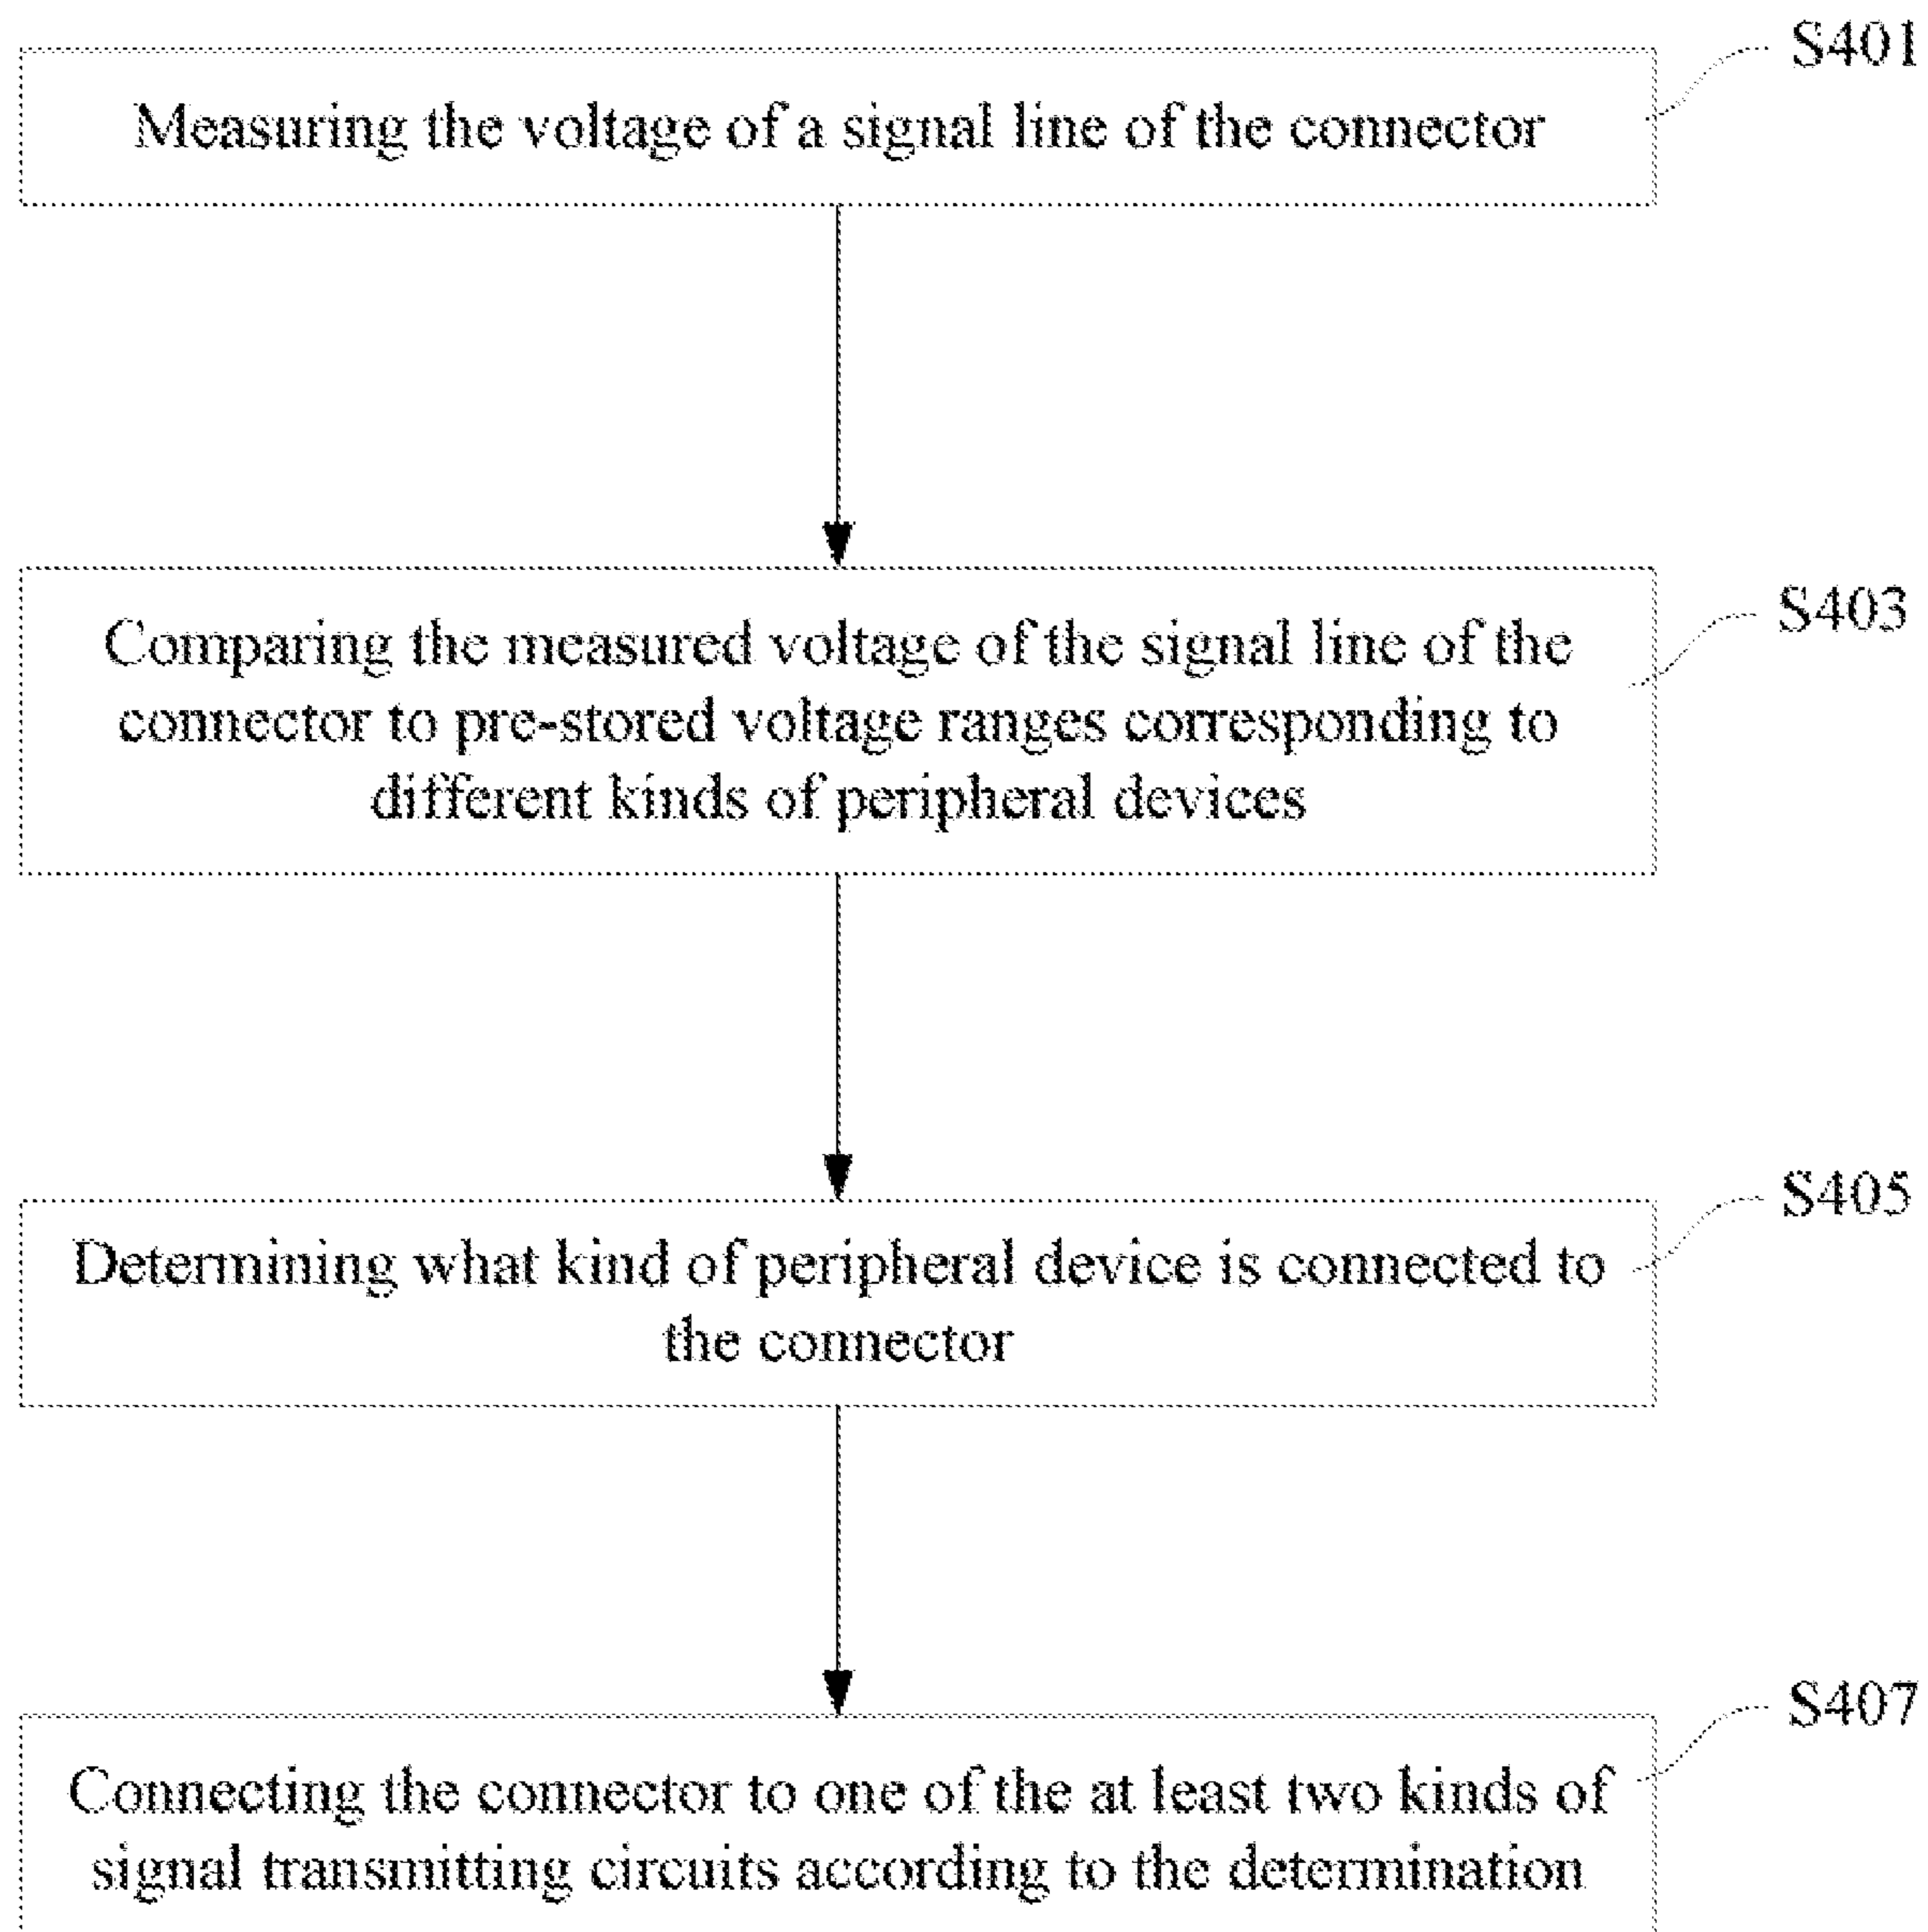 S401
Measuring the voltage of a signal line of the connector
S403
Comparing the measured voltage of the signal line of the
connector to pre-stored voltage ranges corresponding to
different kinds of peripheral devices
S405
Determining what kind of peripheral device is connected to
the connector
S407
Connecting the connector to one of the at least two kinds of
signal transmitting circuits according to the determination